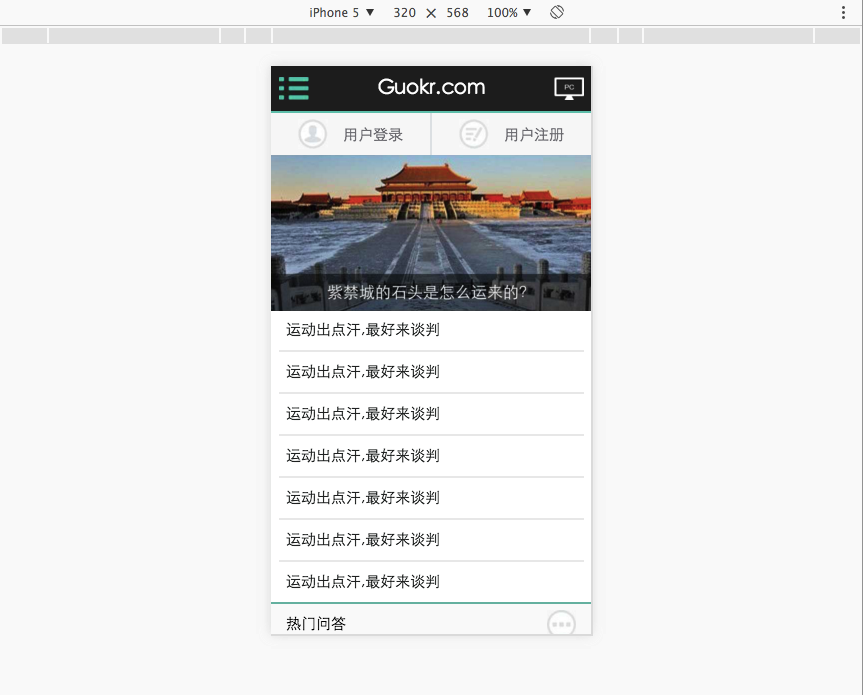 iPhone 5 ▼ 320 × 568 100% ▼
Guokr.com
PC
用户登录
用户注册
紫禁城的石头是怎么运来的?
运动出点汗,最好来谈判
运动出点汗,最好来谈判
运动出点汗,最好来谈判
运动出点汗,最好来谈判
运动出点汗,最好来谈判
运动出点汗,最好来谈判
运动出点汗,最好来谈判
热门问答